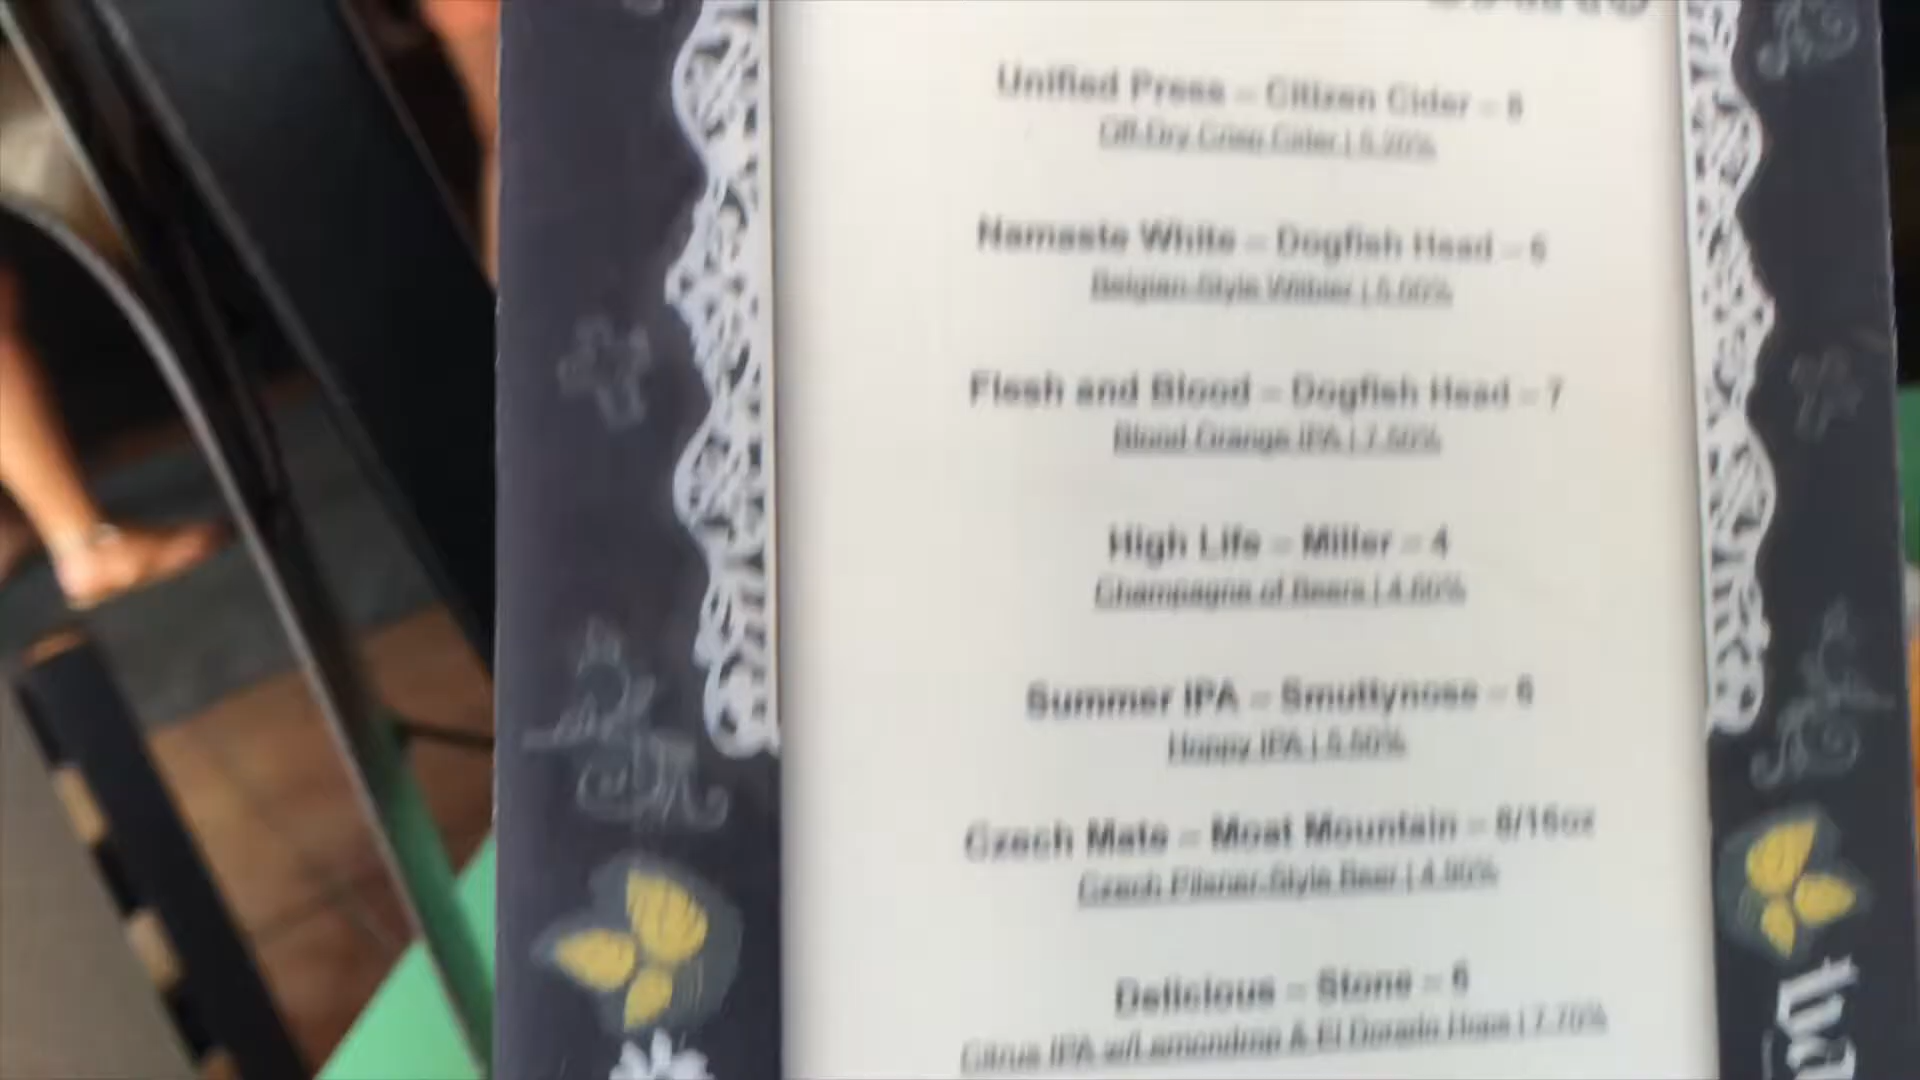 Unified Press – Citizen Cider –
Off-Dry Crisp Cider | 5.20%
Namaste White – Dogfish Head – 6
Belgian-Style Witbier | 5.00%
Flesh and Blood – Dogfish Head – 7
Blood Orange IPA | 7.50%
High Life – Miller – 4
Champagne of Beers | 4.60%
Summer IPA – Smuttynose – 6
Hoppy IPA | 5.50%
Czech Mate – Moat Mountain – 8/16oz
Czech Pilsner-Style Beer | 4.90%
Delicious – Stone – 6
Citrus IPA w/Lemondrop & El Dorado Hops | 7.70%